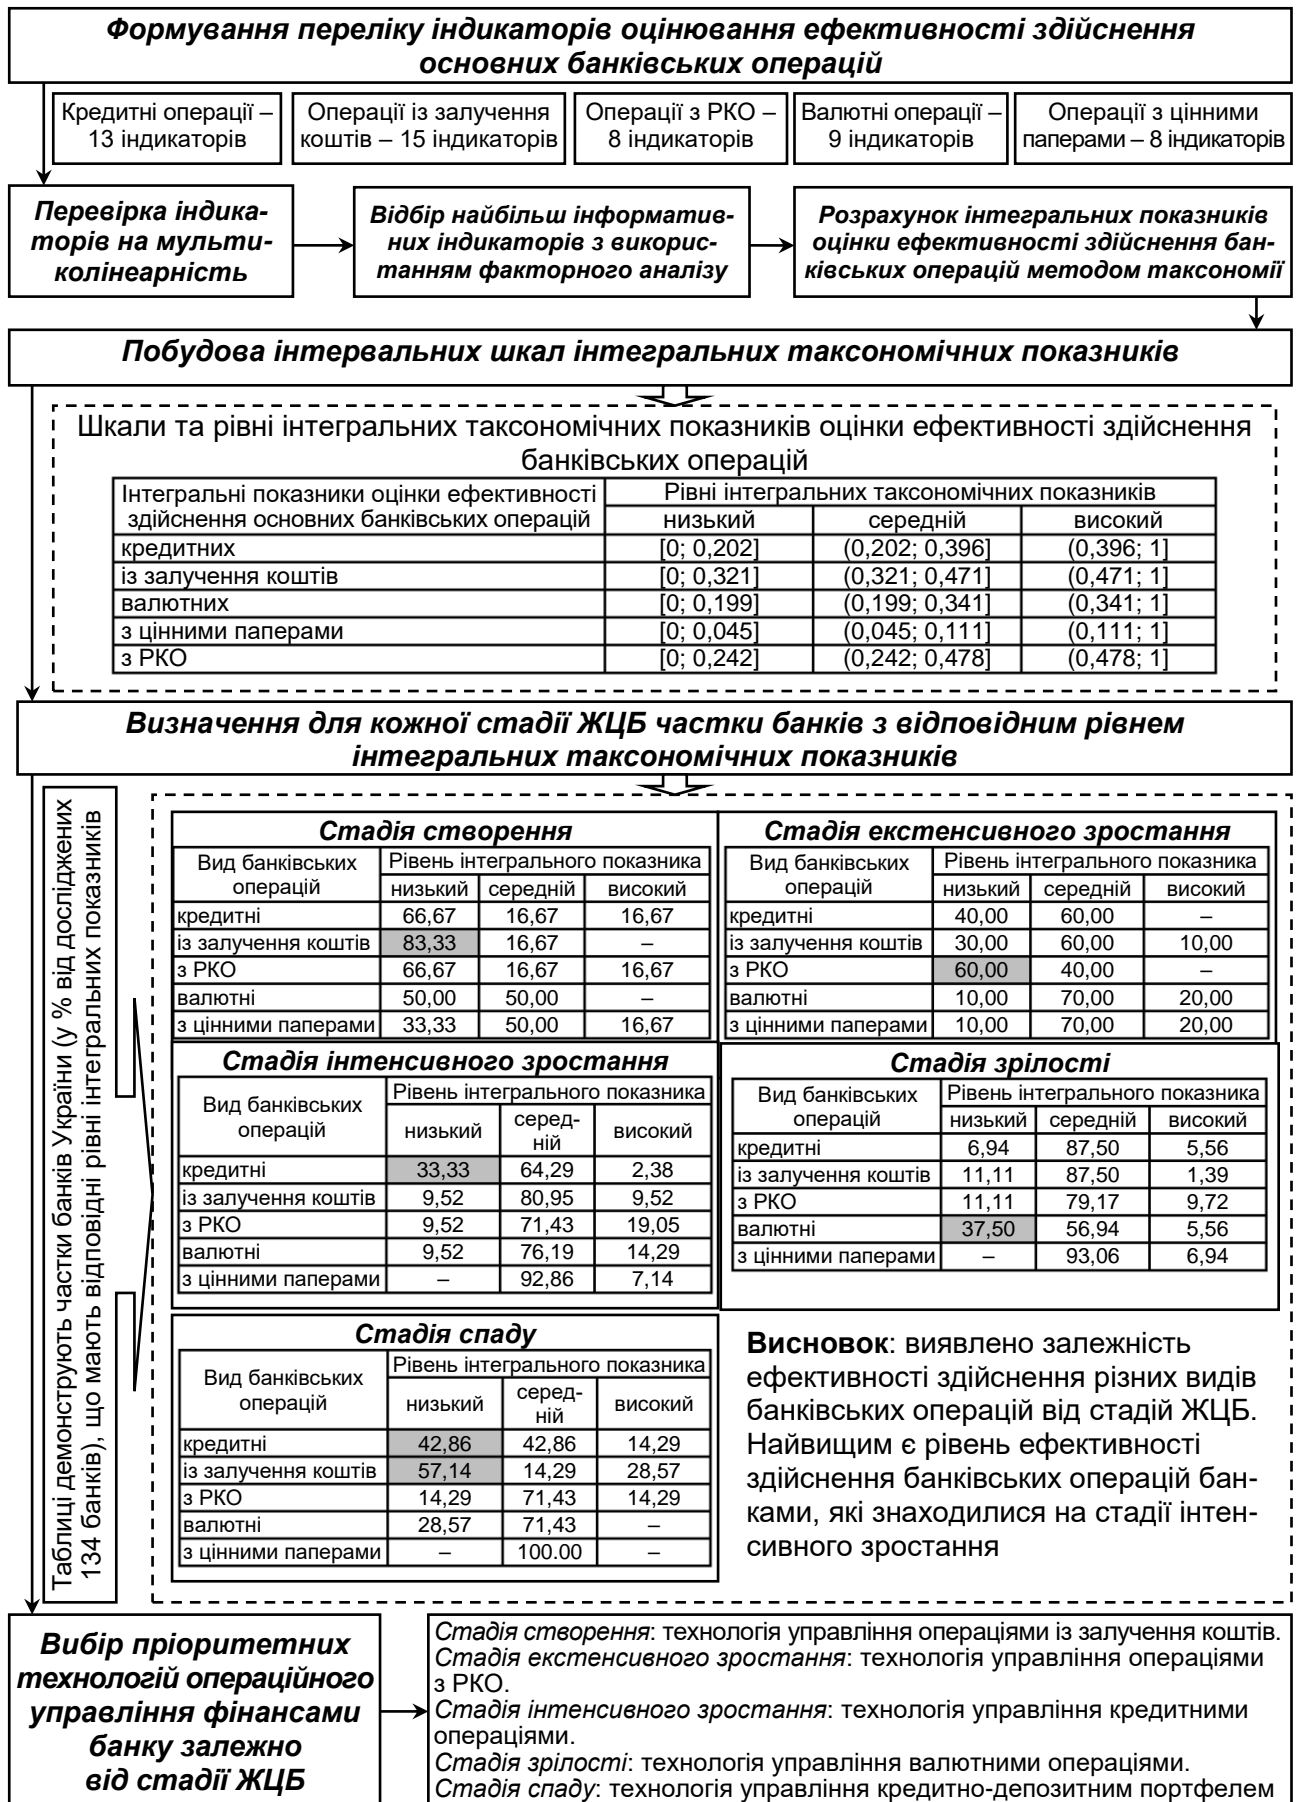 Формування переліку індикаторів оцінювання ефективності здійснення
основних банківських операцій
Кредитні операції –
13 індикаторів
Операції із залучення
коштів – 15 індикаторів
Операції з РКО –
8 індикаторів
Валютні операції –
9 індикаторів
Операції з цінними
паперами – 8 індикаторів
Перевірка індика-
торів на мульти-
колінеарність
Відбір найбільш інформатив-
них індикаторів з викорис-
танням факторного аналізу
Розрахунок інтегральних показників
оцінки ефективності здійснення бан-
ківських операцій методом таксономії
Побудова інтервальних шкал інтегральних таксономічних показників
Шкали та рівні інтегральних таксономічних показників оцінки ефективності здійснення
банківських операцій
Інтегральні показники оцінки ефективності
здійснення основних банківських операцій
Рівні інтегральних таксономічних показників
низький середній високий
кредитних [0; 0,202] (0,202; 0,396] (0,396; 1]
із залучення коштів [0; 0,321] (0,321; 0,471] (0,471; 1]
валютних [0; 0,199] (0,199; 0,341] (0,341; 1]
з цінними паперами [0; 0,045] (0,045; 0,111] (0,111; 1]
з РКО [0; 0,242] (0,242; 0,478] (0,478; 1]
Визначення для кожної стадії ЖЦБ частки банків з відповідним рівнем
інтегральних таксономічних показників
Таблиці демонструють частки банків України (у % від досліджених
134 банків), що мають відповідні рівні інтегральних показників
Стадія створення
Вид банківських
операцій
Рівень інтегрального показника
низький середній високий
кредитні 66,67 16,67 16,67
із залучення коштів 83,33 16,67 –
з РКО 66,67 16,67 16,67
валютні 50,00 50,00 –
з цінними паперами 33,33 50,00 16,67
Стадія екстенсивного зростання
Вид банківських
операцій
Рівень інтегрального показника
низький середній високий
кредитні 40,00 60,00 –
із залучення коштів 30,00 60,00 10,00
з РКО 60,00 40,00 –
валютні 10,00 70,00 20,00
з цінними паперами 10,00 70,00 20,00
Стадія інтенсивного зростання
Вид банківських
операцій
Рівень інтегрального показника
низький
серед-
ній
високий
кредитні 33,33 64,29 2,38
із залучення коштів 9,52 80,95 9,52
з РКО 9,52 71,43 19,05
валютні 9,52 76,19 14,29
з цінними паперами – 92,86 7,14
Стадія зрілості
Вид банківських
операцій
Рівень інтегрального показника
низький середній високий
кредитні 6,94 87,50 5,56
із залучення коштів 11,11 87,50 1,39
з РКО 11,11 79,17 9,72
валютні 37,50 56,94 5,56
з цінними паперами – 93,06 6,94
Стадія спаду
Вид банківських
операцій
Рівень інтегрального показника
низький
серед-
ній
високий
кредитні 42,86 42,86 14,29
із залучення коштів 57,14 14,29 28,57
з РКО 14,29 71,43 14,29
валютні 28,57 71,43 –
з цінними паперами – 100.00 –
Висновок: виявлено залежність
ефективності здійснення різних видів
банківських операцій від стадій ЖЦБ.
Найвищим є рівень ефективності
здійснення банківських операцій бан-
ками, які знаходилися на стадії інтен-
сивного зростання
Вибір пріоритетних
технологій операційного
управління фінансами
банку залежно
від стадії ЖЦБ
Стадія створення: технологія управління операціями із залучення коштів.
Стадія екстенсивного зростання: технологія управління операціями
з РКО.
Стадія інтенсивного зростання: технологія управління кредитними
операціями.
Стадія зрілості: технологія управління валютними операціями.
Стадія спаду: технологія управління кредитно-депозитним портфелем